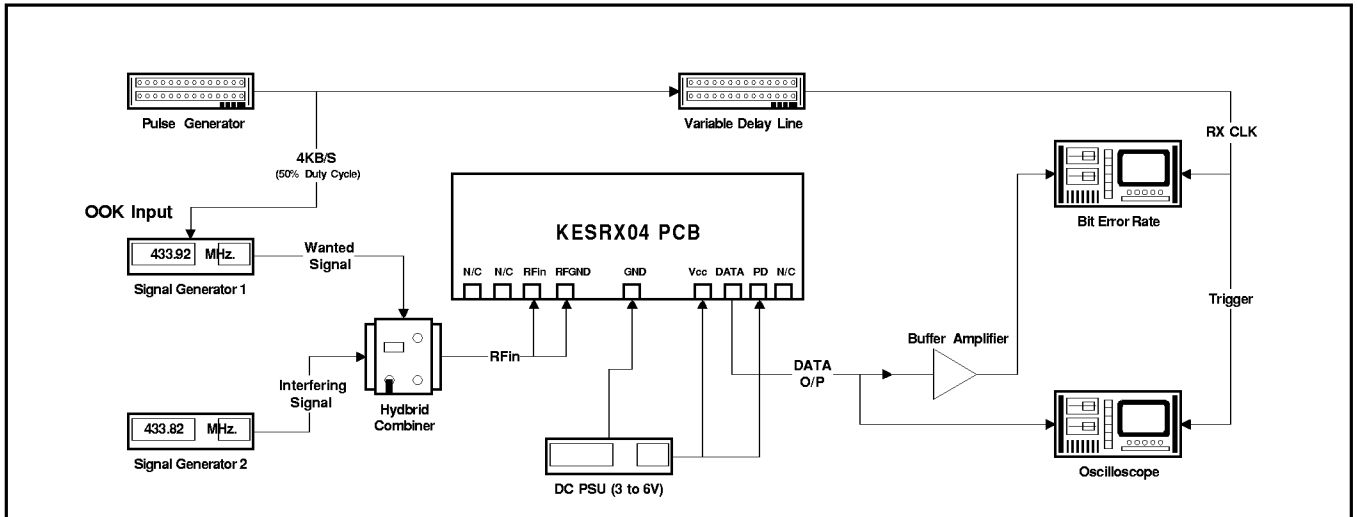 Pulse Generator
Variable Delay Line
RX CLK
4KB/S
(50% Duty Cycle)
Bit Error Rate
OOK Input
433.92 MHz.
Signal Generator 1
Wanted
Signal
KESRX04 PCB
N/C N/C RFin RFGND GND Vcc DATA PD N/C
Trigger
Buffer Amplifier
RFin
DATA
O/P
Interfering
Signal
Hydbrid
Combiner
433.82 MHz.
Signal Generator 2
DC PSU (3 to 6V)
Oscilloscope